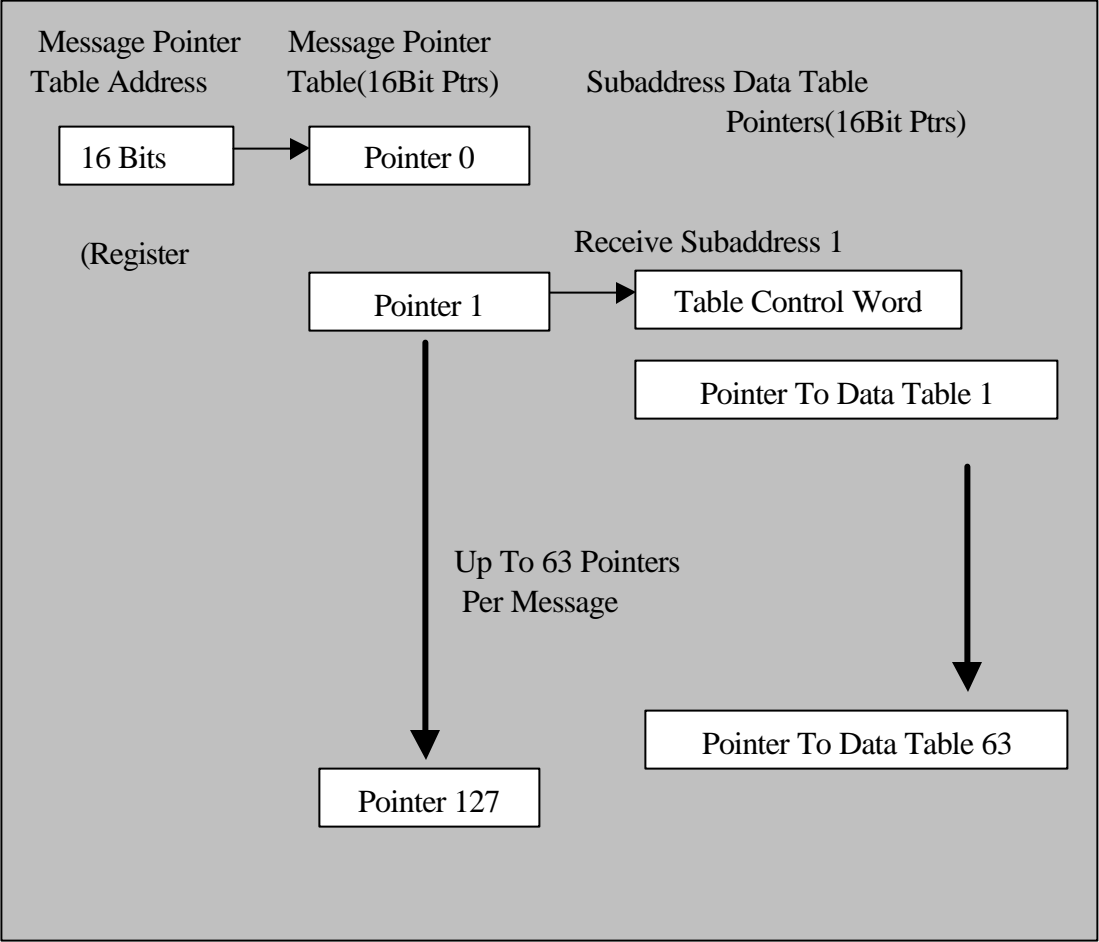 Message Pointer
Table Address
Message Pointer
Table(16Bit Ptrs)
Subaddress Data Table
Pointers(16Bit Ptrs)
16 Bits
Pointer 0
(Register
Receive Subaddress 1
Pointer 1
Table Control Word
Pointer To Data Table 1
Up To 63 Pointers
Per Message
Pointer To Data Table 63
Pointer 127